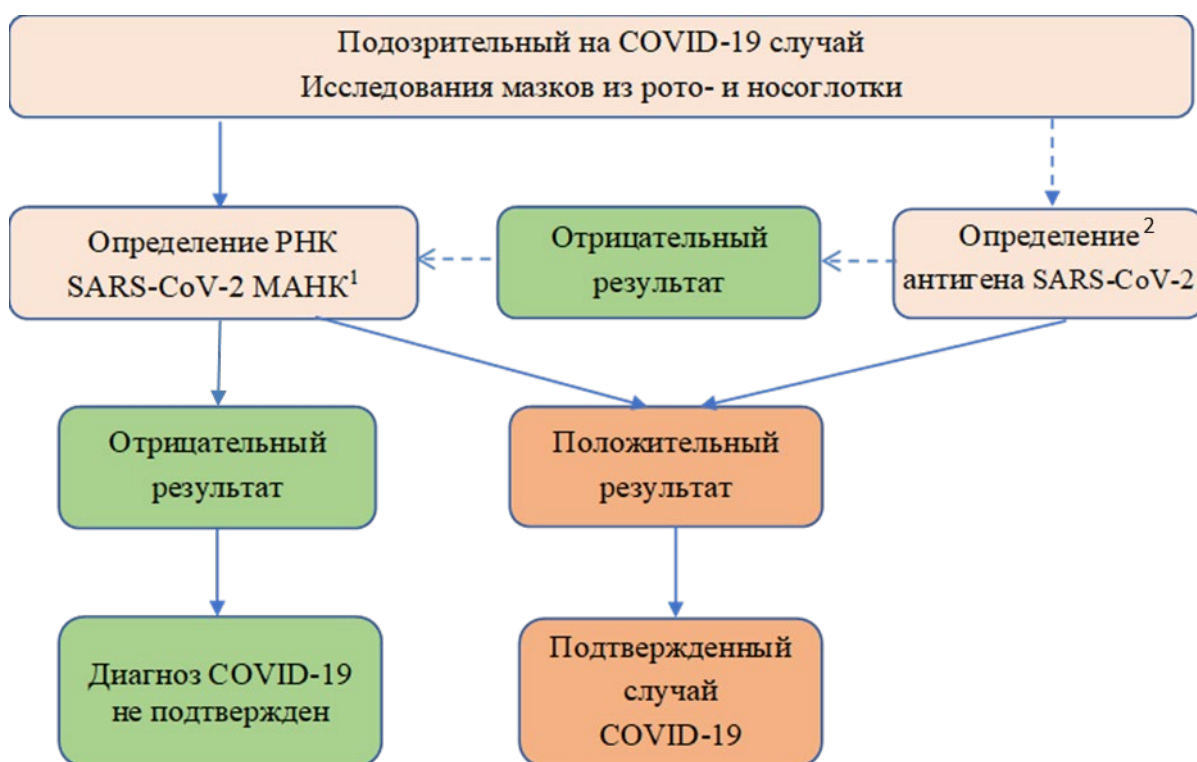 Подозрительный на COVID-19 случай
Исследования мазков из рото- и носоглотки
Определение РНК
SARS-CoV-2 МАНК¹
Отрицательный
результат
Определение²
антигена SARS-CoV-2
Отрицательный
результат
Положительный
результат
Диагноз COVID-19
не подтвержден
Подтвержденный
случай
COVID-19